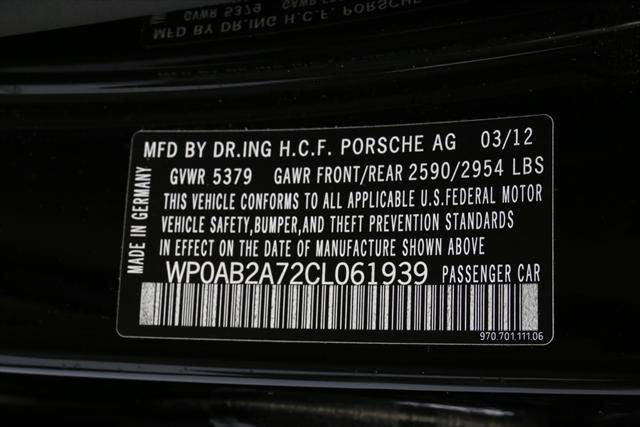 MFD BY DR.ING H.C.F. PORSCHE AG 03/12
GVWR 5379 GAWR FRONT/REAR 2590/2954 LBS
THIS VEHICLE CONFORMS TO ALL APPLICABLE U.S.FEDERAL MOTOR
VEHICLE SAFETY,BUMPER,AND THEFT PREVENTION STANDARDS
IN EFFECT ON THE DATE OF MANUFACTURE SHOWN ABOVE
WP0AB2A72CL061939 PASSENGER CAR
970.701.111.06
MADE IN GERMANY